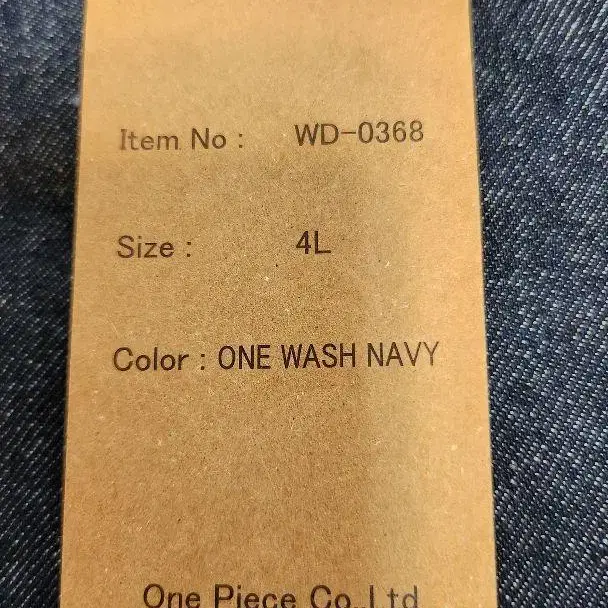 Item No : WD-0368
Size : 4L
Color : ONE WASH NAVY
One Piece Co.,Ltd